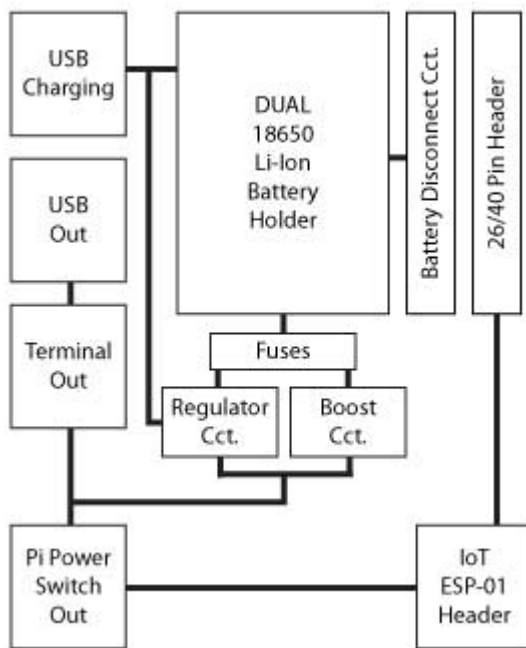 USB
Charging
DUAL
18650
Li-Ion
Battery
Holder
Battery Disconnect Cct.
26/40 Pin Header
USB
Out
Terminal
Out
Fuses
Regulator
Cct.
Boost
Cct.
Pi Power
Switch
Out
IoT
ESP-01
Header